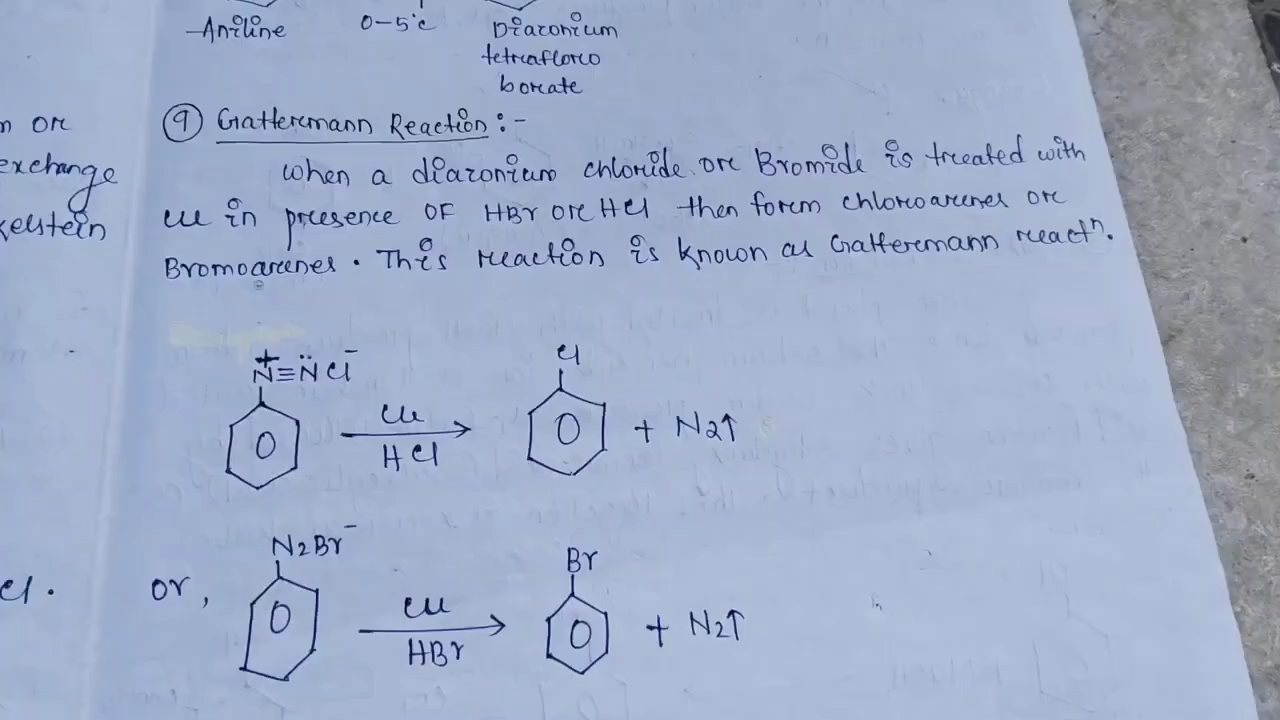 Aniline 0-5°C Diazonium
tetrafloro
borate
n or
exchange
kelstein
⑨ Gattermann Reaction :-
When a diazonium chloride or Bromide is treated with
Cu in presence OF HBr or HCl then form chloroarenes or
Bromoarenes. This reaction is known as Gattermann reactn.
N⁺≡N̈ Cl⁻
Cl
Cu
HCl
+ N2↑
Cl.
or,
N2Br⁻
Br
Cu
HBr
+ N2↑